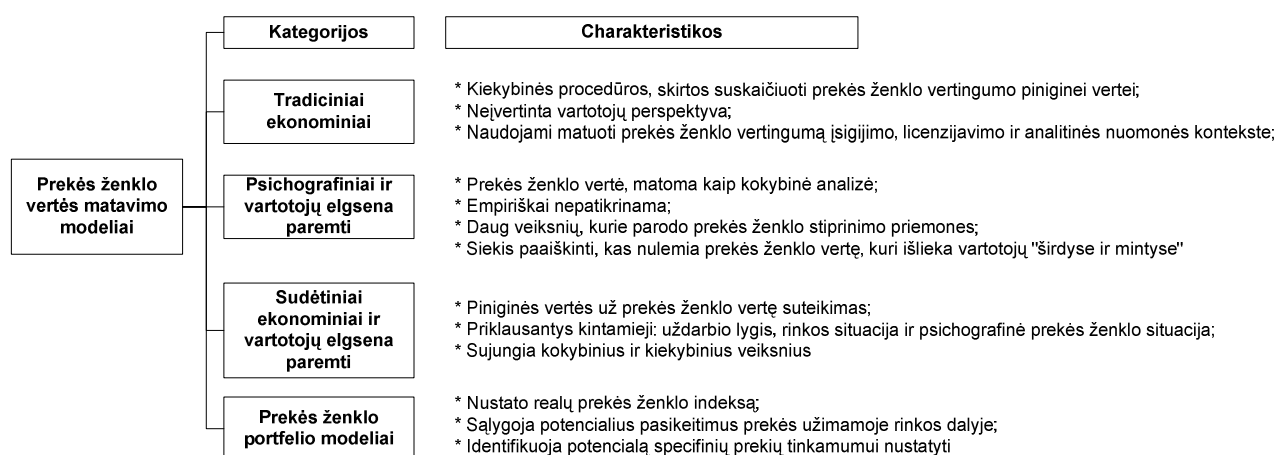 Kategorijos
Charakteristikos
Prekės ženklo
vertės matavimo
modeliai
Tradiciniai
ekonominiai
* Kiekybinės procedūros, skirtos suskaičiuoti prekės ženklo vertingumo piniginei vertei;
* Neįvertinta vartotojų perspektyva;
* Naudojami matuoti prekės ženklo vertingumą įsigijimo, licenzijavimo ir analitinės nuomonės kontekste;
Psichografiniai ir
vartotojų elgsena
paremti
* Prekės ženklo vertė, matoma kaip kokybinė analizė;
* Empiriškai nepatikrinama;
* Daug veiksnių, kurie parodo prekės ženklo stiprinimo priemones;
* Siekis paaiškinti, kas nulemia prekės ženklo vertę, kuri išlieka vartotojų "širdyse ir mintyse"
Sudėtiniai
ekonominiai ir
vartotojų elgsena
paremti
* Piniginės vertės už prekės ženklo vertę suteikimas;
* Priklausantys kintamieji: uždarbio lygis, rinkos situacija ir psichografinė prekės ženklo situacija;
* Sujungia kokybinius ir kiekybinius veiksnius
Prekės ženklo
portfelio modeliai
* Nustato realų prekės ženklo indeksą;
* Sąlygoja potencialius pasikeitimus prekės užimamoje rinkos dalyje;
* Identifikuoja potencialą specifinių prekių tinkamumui nustatyti